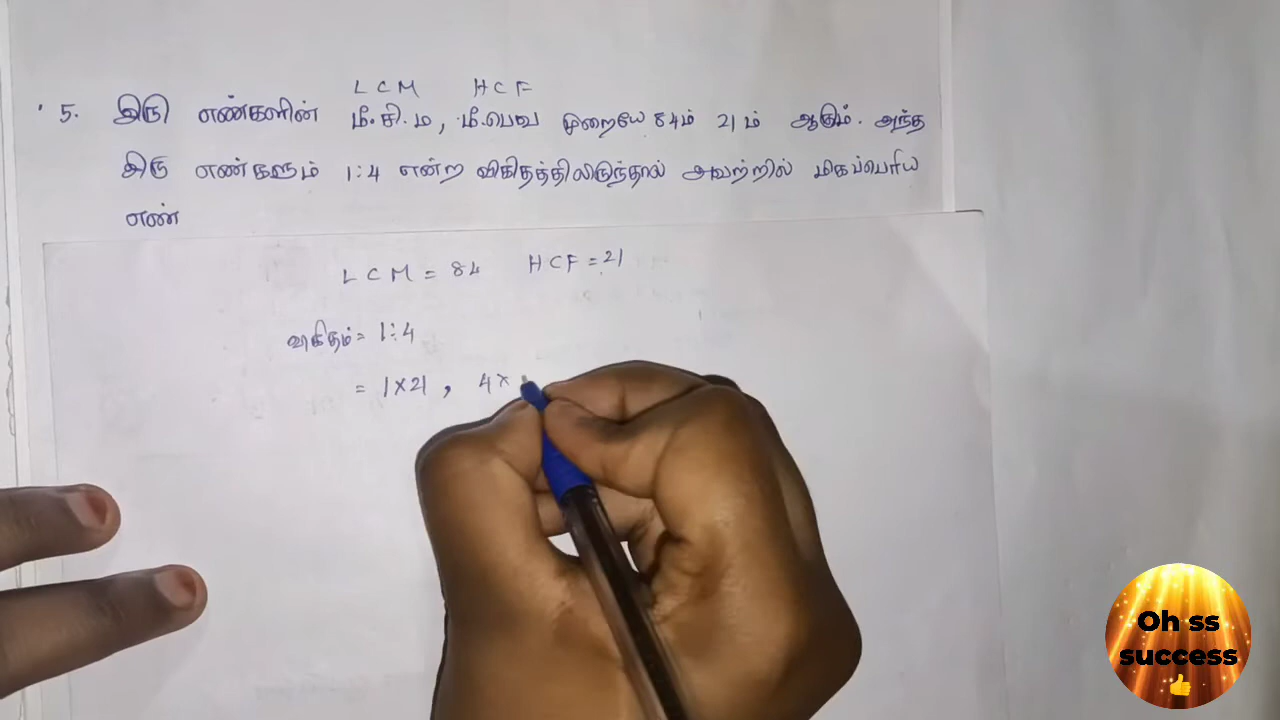 LCM HCF
5. இரு எண்களின் மீ.சி.ம, மீ.பெவ முறையே 84ம் 21ம் ஆகும். அந்த
இரு எண்களும் 1:4 என்ற விகிதத்திலிருந்தால் அவற்றில் மிகப்பெரிய
எண்
LCM = 84 HCF = 21
விகிதம் = 1:4
= 1×21 , 4×
Oh ss
success